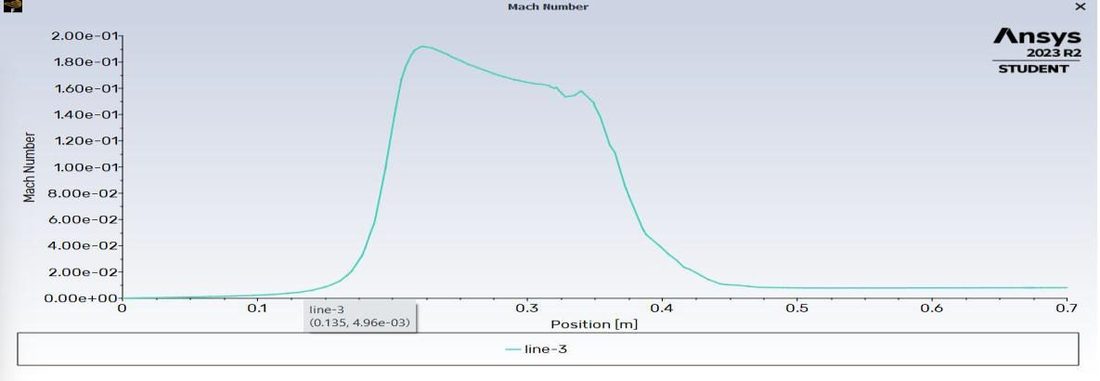 Mach Number
Ansys
2023 R2
STUDENT
2.00e-01
1.80e-01
1.60e-01
1.40e-01
1.20e-01
1.00e-01
8.00e-02
6.00e-02
4.00e-02
2.00e-02
0.00e+00
Mach Number
0
0.1
0.3
0.4
0.5
0.6
0.7
line-3
(0.135, 4.96e-03)
Position [m]
line-3